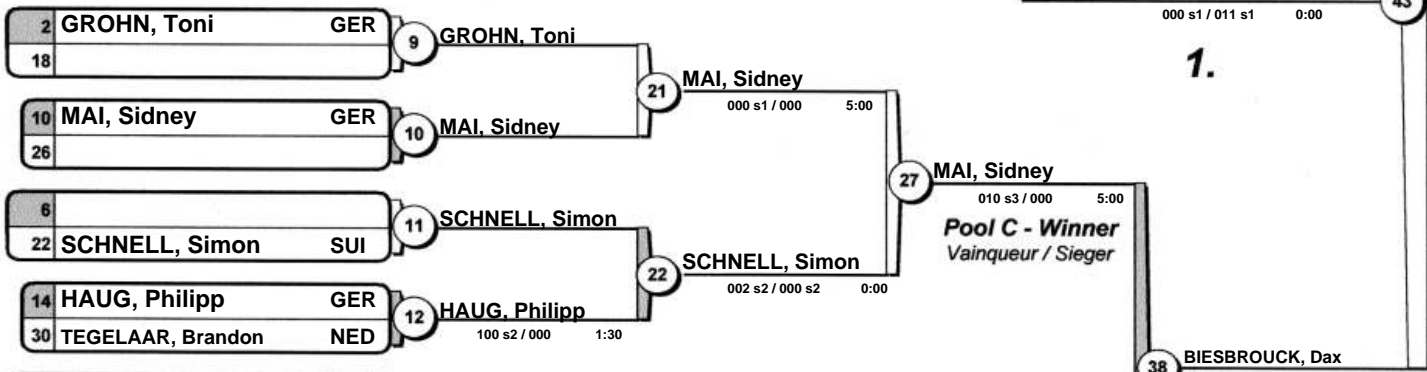 000 s1 / 011 s1 0:00
43
1.
2 GROHN, Toni GER
18
9 GROHN, Toni
10 MAI, Sidney GER
26
10 MAI, Sidney
21 MAI, Sidney
000 s1 / 000 5:00
6
22 SCHNELL, Simon SUI
11 SCHNELL, Simon
14 HAUG, Philipp GER
30 TEGELAAR, Brandon NED
12 HAUG, Philipp
100 s2 / 000 1:30
22 SCHNELL, Simon
002 s2 / 000 s2 0:00
27 MAI, Sidney
010 s3 / 000 5:00
Pool C - Winner
Vainqueur / Sieger
38 BIESBROUCK, Dax